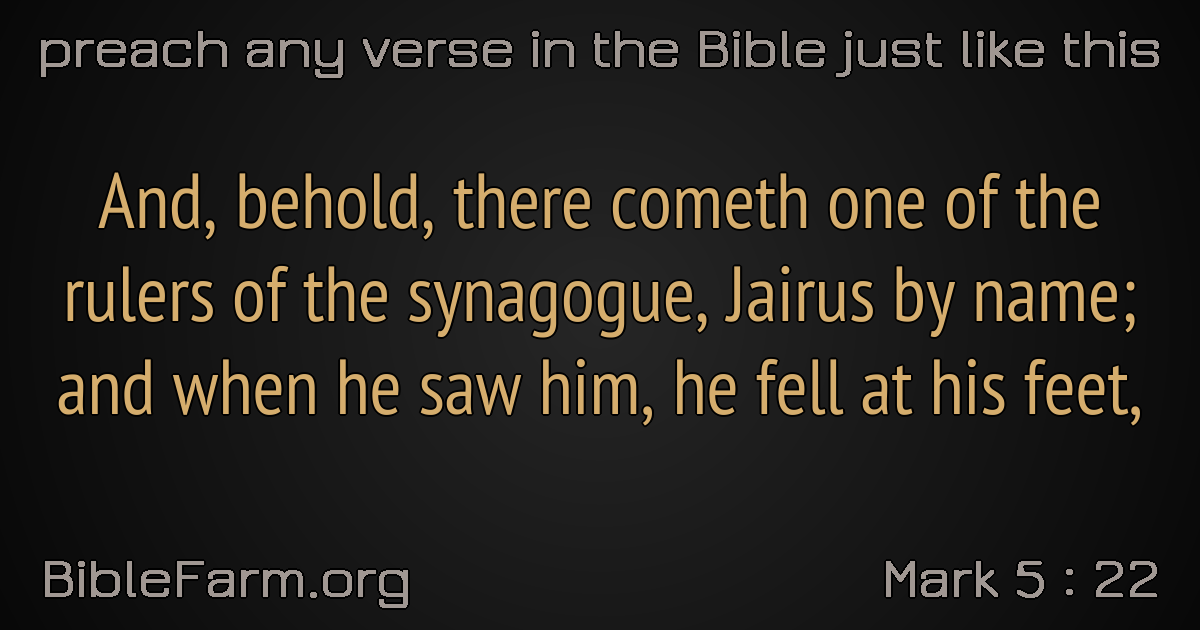 preach any verse in the Bible just like this
And, behold, there cometh one of the
rulers of the synagogue, Jairus by name;
and when he saw him, he fell at his feet,
BibleFarm.org
Mark 5 : 22